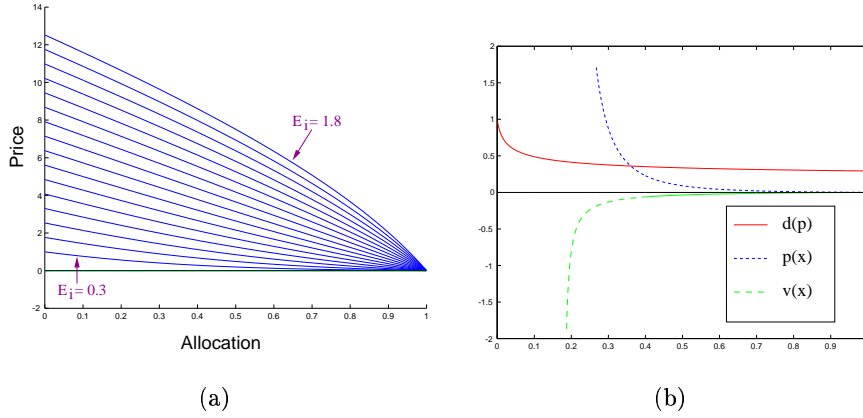 14
12
10
8
6
4
2
0
-2
Price
E i = 1.8
E i = 0.3
0 0.1 0.2 0.3 0.4 0.5 0.6 0.7 0.8 0.9 1
Allocation
(a)
2
1.5
1
0.5
0
-0.5
-1
-1.5
-2
d(p)
p(x)
v(x)
0 0.1 0.2 0.3 0.4 0.5 0.6 0.7 0.8 0.9
(b)